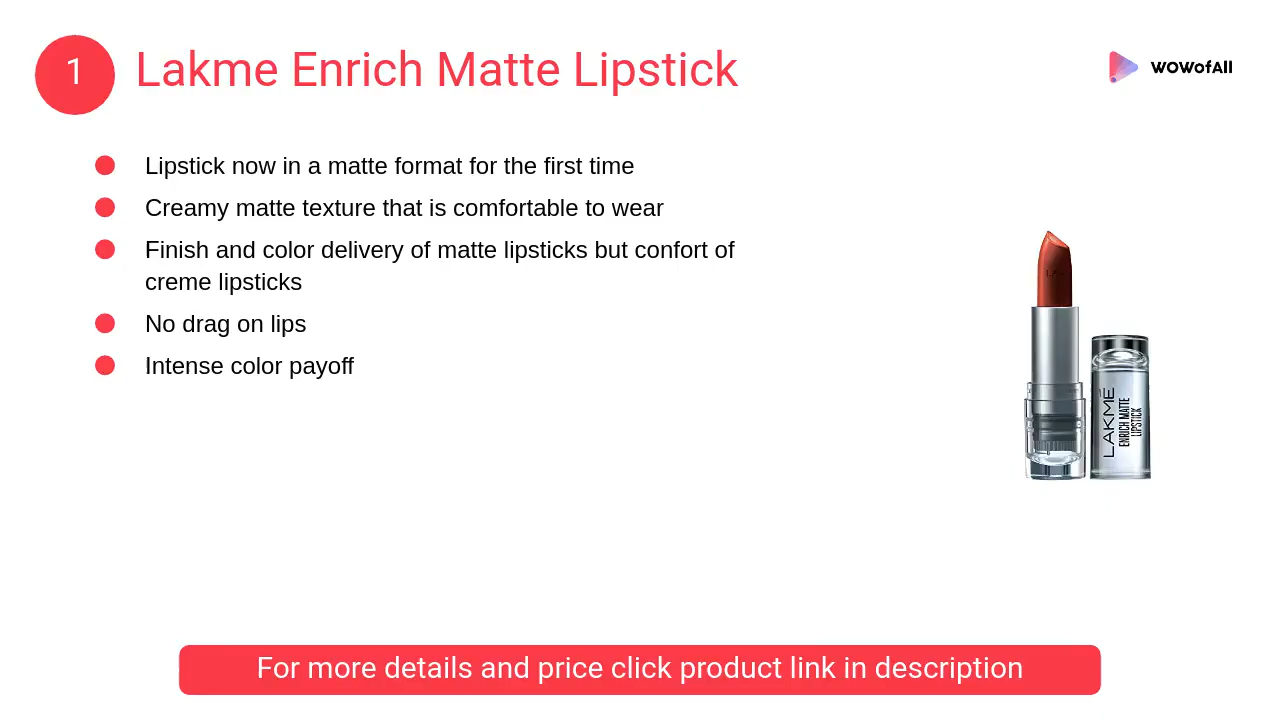 1
Lakme Enrich Matte Lipstick
WOWofAll
Lipstick now in a matte format for the first time
Creamy matte texture that is comfortable to wear
Finish and color delivery of matte lipsticks but confort of
creme lipsticks
No drag on lips
Intense color payoff
LAKMÉ
ENRICH MATTE
LIPSTICK
For more details and price click product link in description